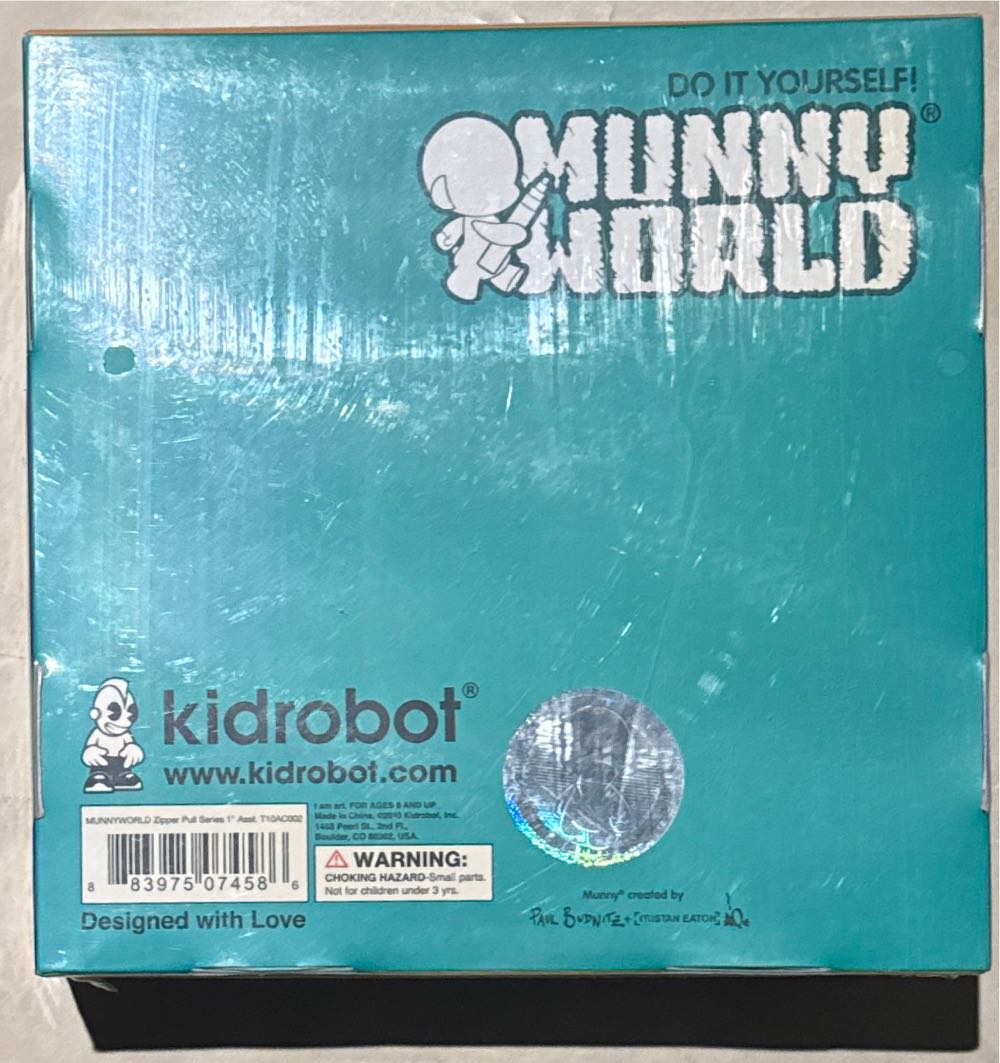 DO IT YOURSELF!
MUNNY®
WORLD
kidrobot®
www.kidrobot.com
MUNNYWORLD Zipper Pull Series 1" Asst. T10AC002
8 83975 07458 6
I am art. FOR AGES 8 AND UP
Made in China. ©2010 Kidrobot, Inc.
1468 Pearl St., 2nd Fl.,
Boulder, CO 80302, USA.
WARNING:
CHOKING HAZARD-Small parts.
Not for children under 3 yrs.
Designed with Love
Munny® created by
PAUL BUDNITZ + [TRISTAN EATON]